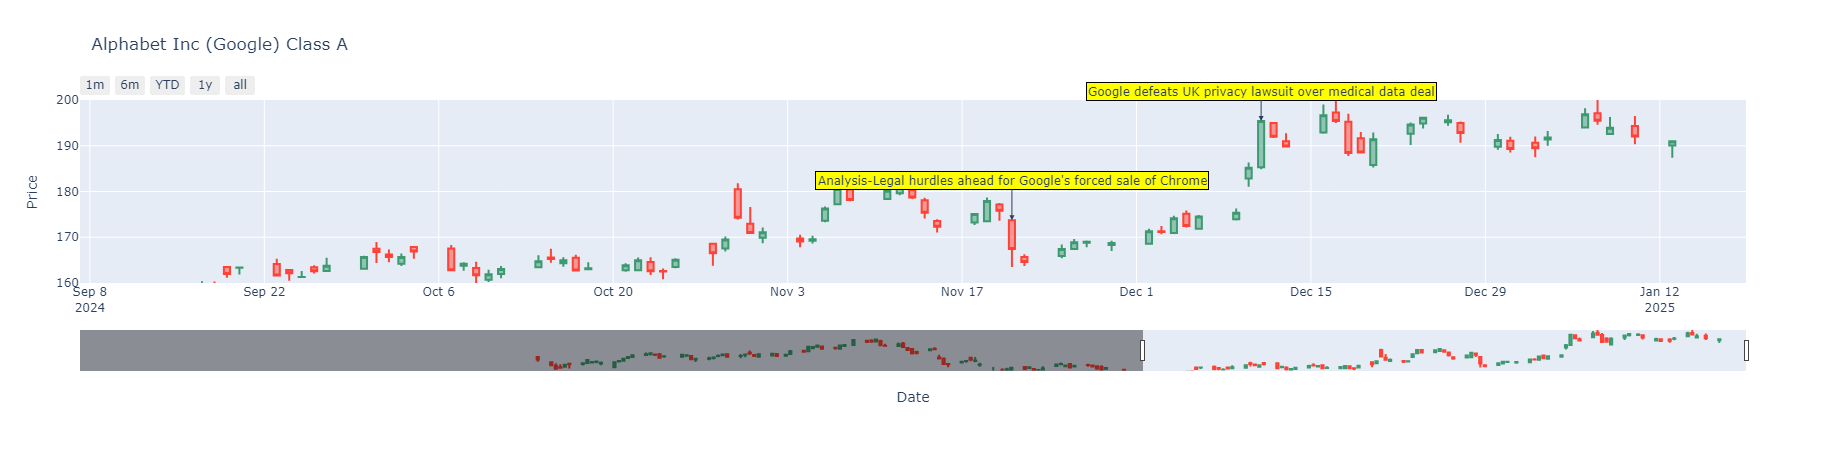 Alphabet Inc (Google) Class A
1m 6m YTD 1y all
Google defeats UK privacy lawsuit over medical data deal
Analysis-Legal hurdles ahead for Google's forced sale of Chrome
Price
200
190
180
170
160
Sep 8 Sep 22 Oct 6 Oct 20 Nov 3 Nov 17 Dec 1 Dec 15 Dec 29 Jan 12
2024 2025
Date